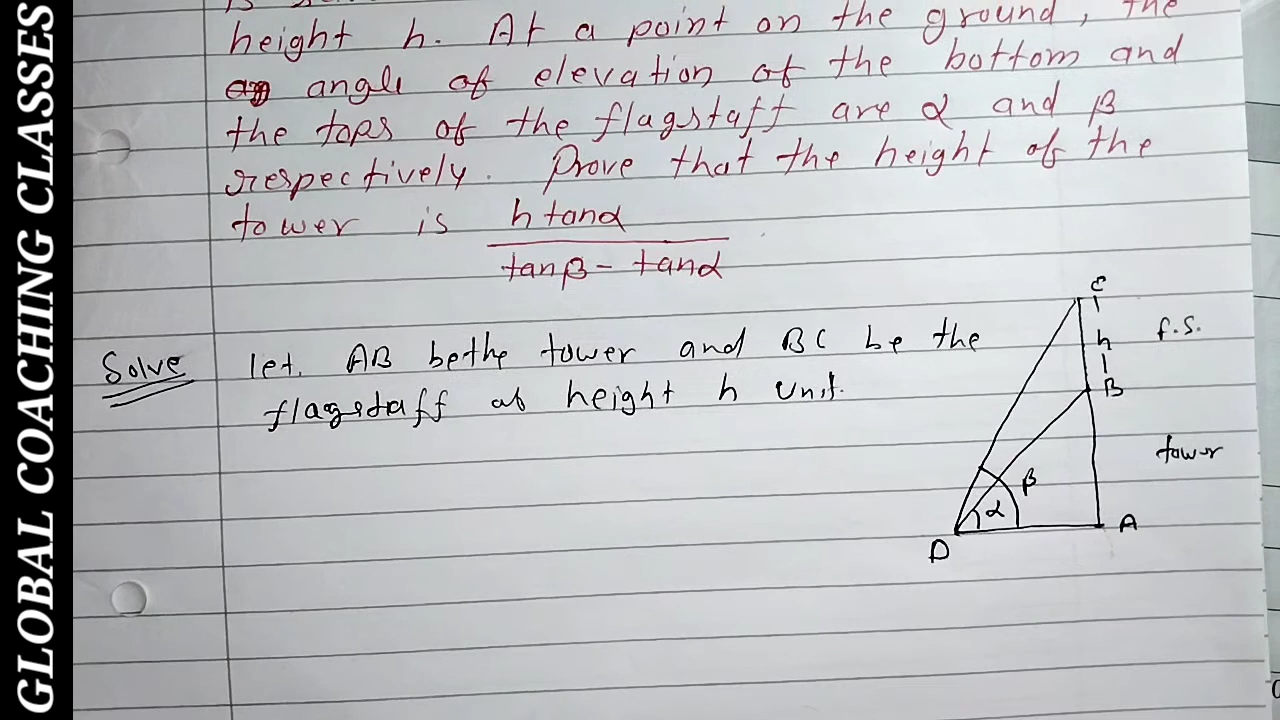 GLOBAL COACHING CLASSES
height h. At a point on the ground, the
angle of elevation of the bottom and
the tops of the flagstaff are α and β
respectively. Prove that the height of the
tower is h tanα
tanβ - tanα
Solve let. AB be the tower and BC be the
flagstaff of height h unit.
C
h f.s.
B
tower
β
α
D A